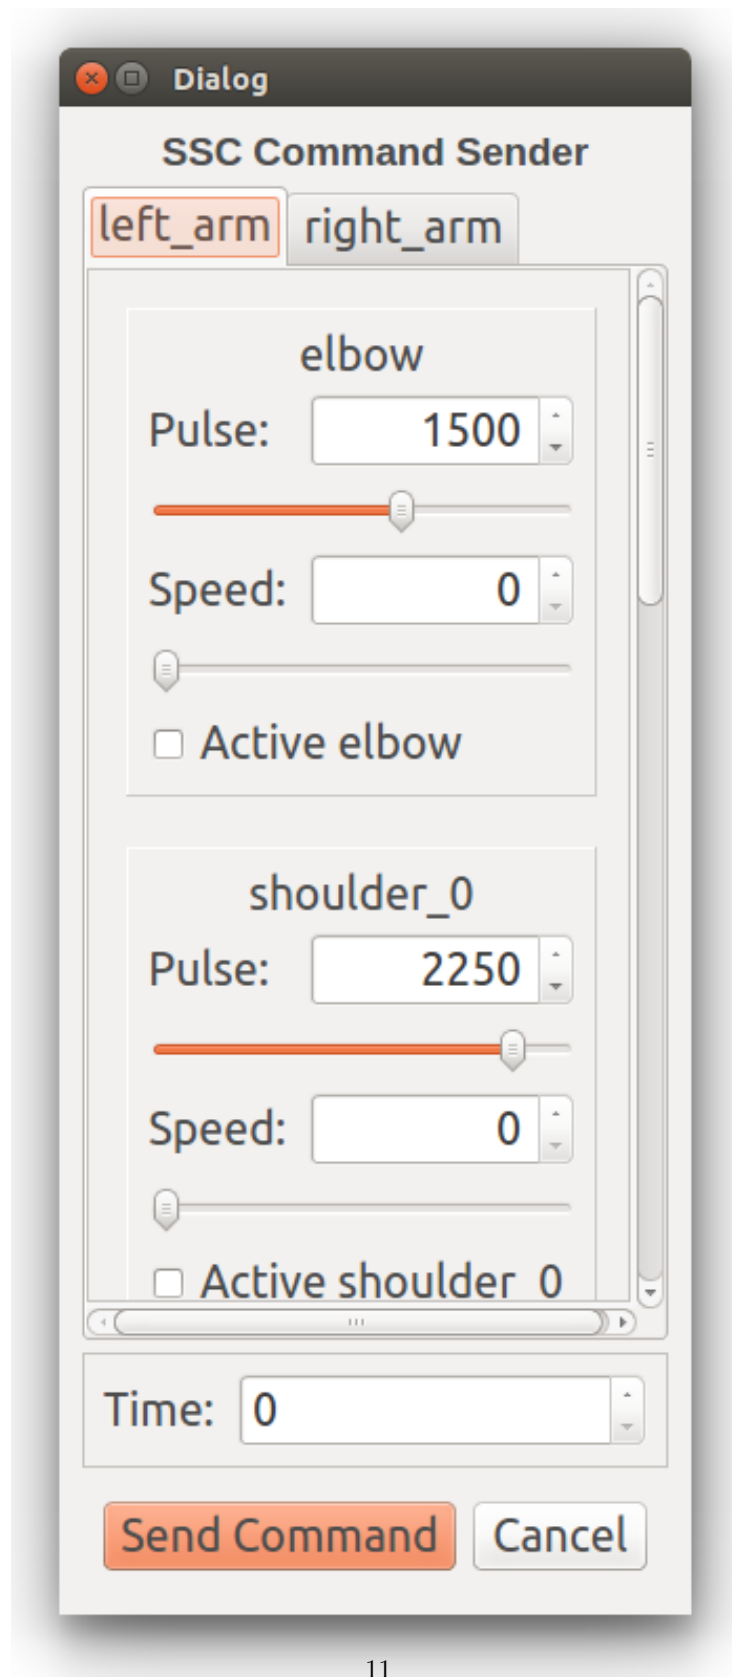 Dialog
SSC Command Sender
left_arm right_arm
elbow
Pulse: 1500
Speed: 0
Active elbow
shoulder_0
Pulse: 2250
Speed: 0
Active shoulder_0
Time: 0
Send Command Cancel
11